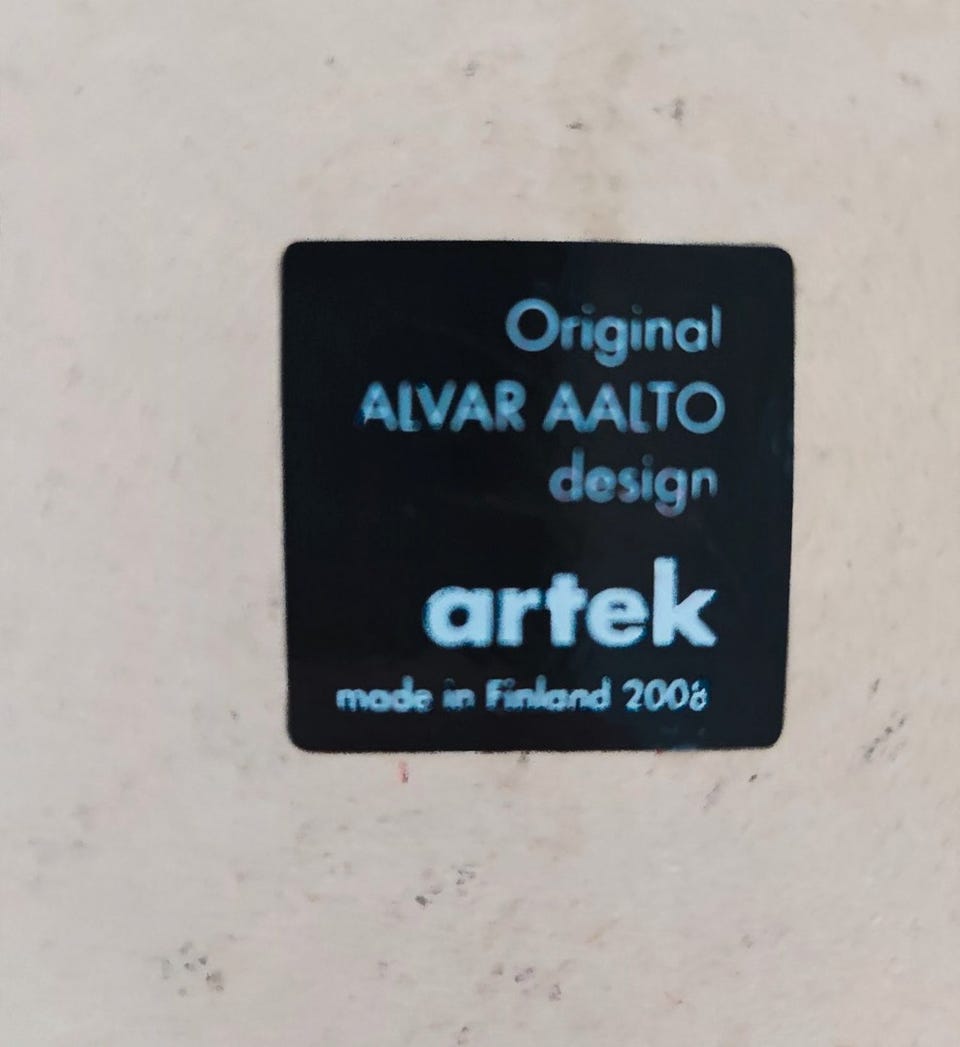 Original
ALVAR AALTO
design
artek
made in Finland